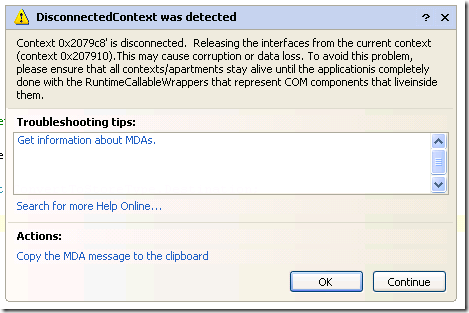 DisconnectedContext was detected
Context 0x2079c8' is disconnected.  Releasing the interfaces from the current context
(context 0x207910).This may cause corruption or data loss. To avoid this problem,
please ensure that all contexts/apartments stay alive until the applicationis completely
done with the RuntimeCallableWrappers that represent COM components that liveinside
them.
Troubleshooting tips:
Get information about MDAs.
Search for more Help Online...
Actions:
Copy the MDA message to the clipboard
OK
Continue